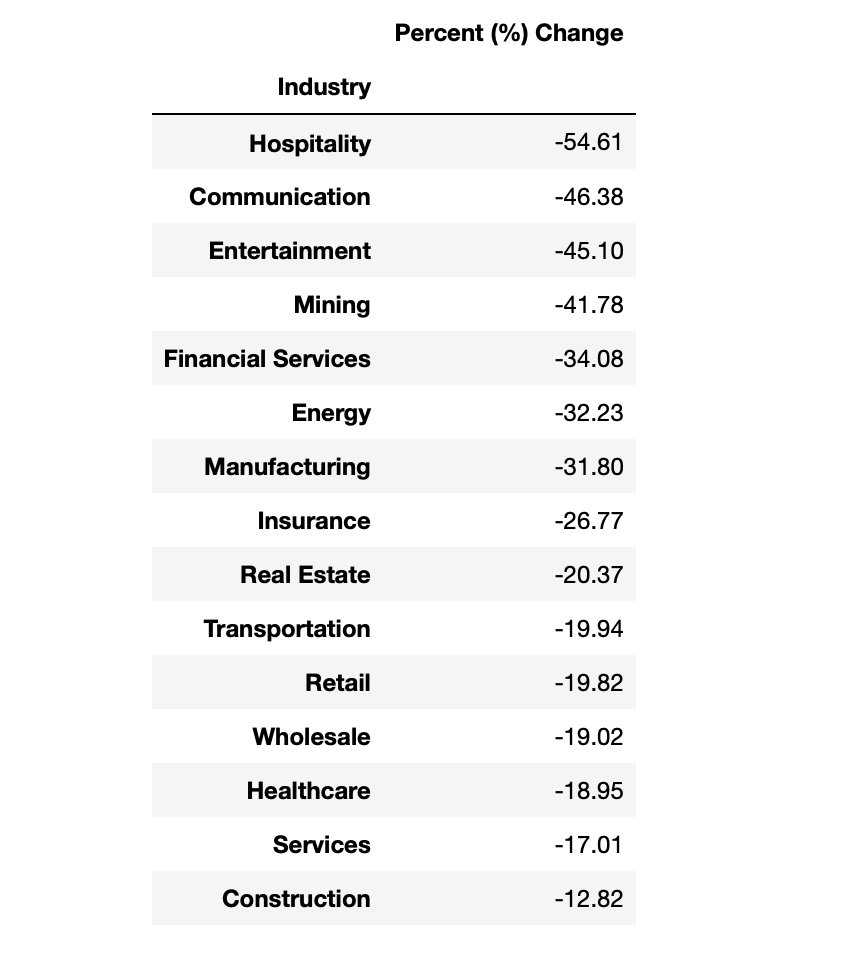 Percent (%) Change
Industry
Hospitality -54.61
Communication -46.38
Entertainment -45.10
Mining -41.78
Financial Services -34.08
Energy -32.23
Manufacturing -31.80
Insurance -26.77
Real Estate -20.37
Transportation -19.94
Retail -19.82
Wholesale -19.02
Healthcare -18.95
Services -17.01
Construction -12.82